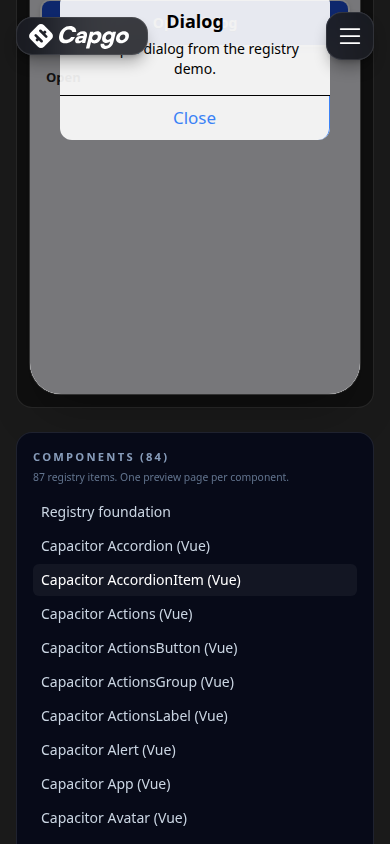 Dialog
Capgo
dialog from the registry
demo.
Open
Close
COMPONENTS (84)
87 registry items. One preview page per component.
Registry foundation
Capacitor Accordion (Vue)
Capacitor AccordionItem (Vue)
Capacitor Actions (Vue)
Capacitor ActionsButton (Vue)
Capacitor ActionsGroup (Vue)
Capacitor ActionsLabel (Vue)
Capacitor Alert (Vue)
Capacitor App (Vue)
Capacitor Avatar (Vue)